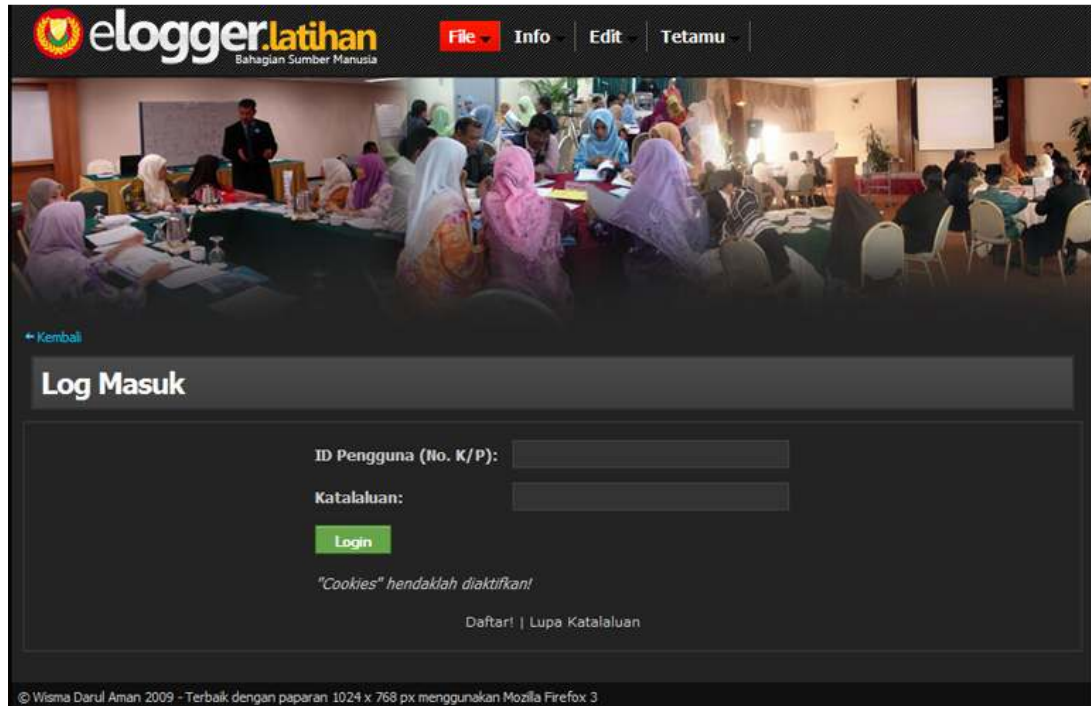 elogger.latihan
Bahagian Sumber Manusia
File Info Edit Tetamu
Kembali
Log Masuk
ID Pengguna (No. K/P):
Katalaluan:
Login
"Cookies" hendaklah diaktifkan!
Daftar! | Lupa Katalaluan
© Wisma Darul Aman 2009 - Terbaik dengan paparan 1024 x 768 px menggunakan Mozilla Firefox 3